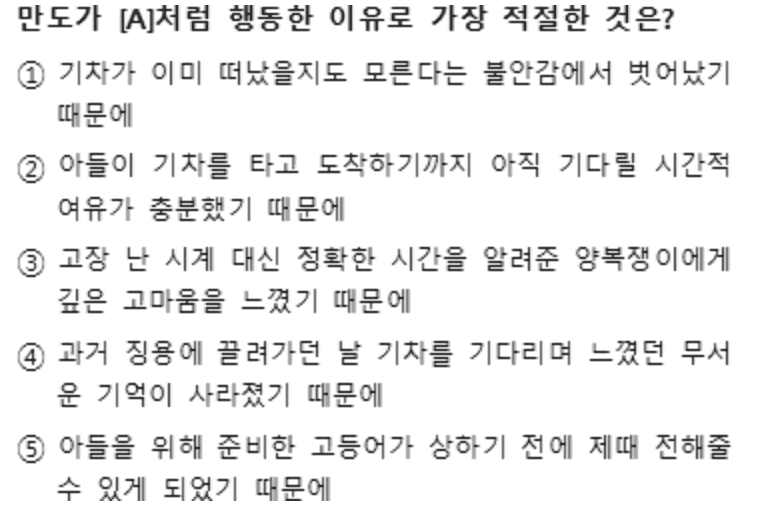 만도가 [A]처럼 행동한 이유로 가장 적절한 것은?
① 기차가 이미 떠났을지도 모른다는 불안감에서 벗어났기
때문에
② 아들이 기차를 타고 도착하기까지 아직 기다릴 시간적
여유가 충분했기 때문에
③ 고장 난 시계 대신 정확한 시간을 알려준 양복쟁이에게
깊은 고마움을 느꼈기 때문에
④ 과거 징용에 끌려가던 날 기차를 기다리며 느꼈던 무서
운 기억이 사라졌기 때문에
⑤ 아들을 위해 준비한 고등어가 상하기 전에 제때 전해줄
수 있게 되었기 때문에